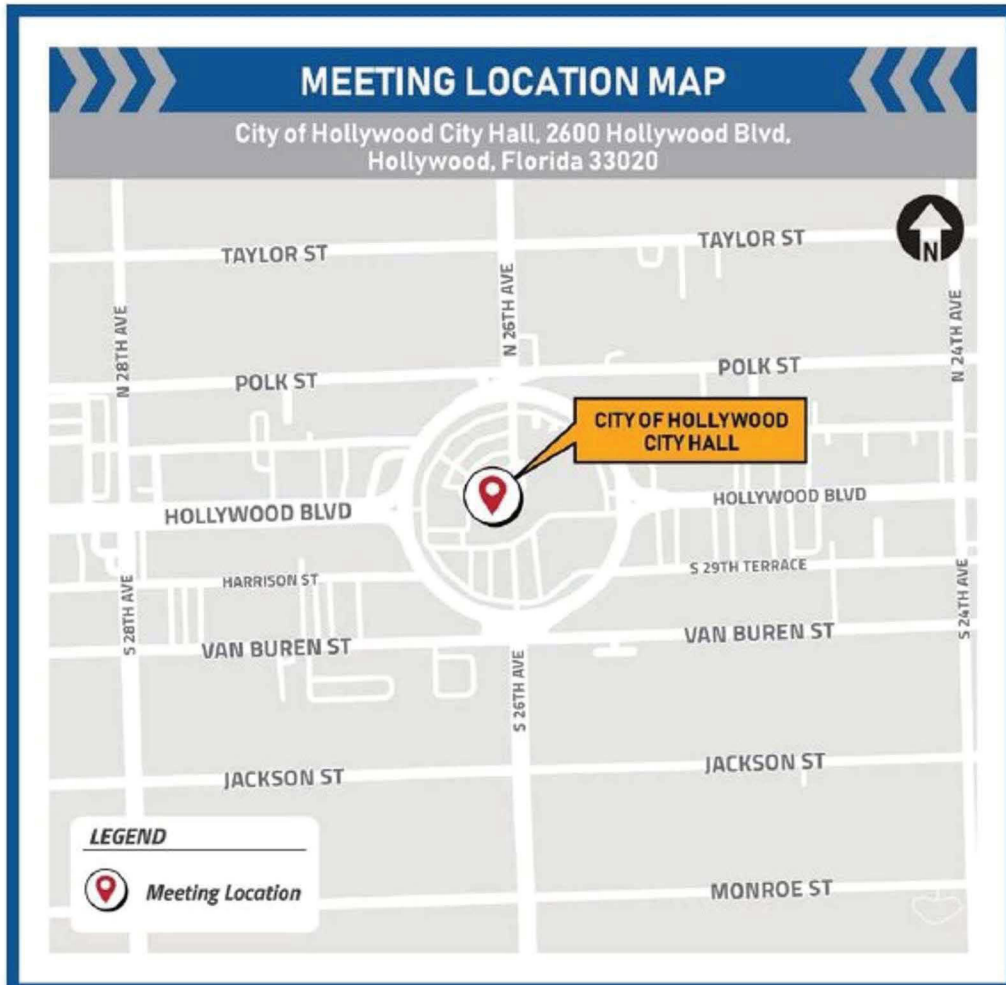 MEETING LOCATION MAP
City of Hollywood City Hall, 2600 Hollywood Blvd,
Hollywood, Florida 33020
N
TAYLOR ST
TAYLOR ST
N 28TH AVE
N 26TH AVE
N 24TH AVE
POLK ST
POLK ST
CITY OF HOLLYWOOD
CITY HALL
HOLLYWOOD BLVD
HOLLYWOOD BLVD
HARRISON ST
S 29TH TERRACE
S 28TH AVE
S 24TH AVE
VAN BUREN ST
VAN BUREN ST
S 26TH AVE
JACKSON ST
JACKSON ST
LEGEND
Meeting Location
MONROE ST